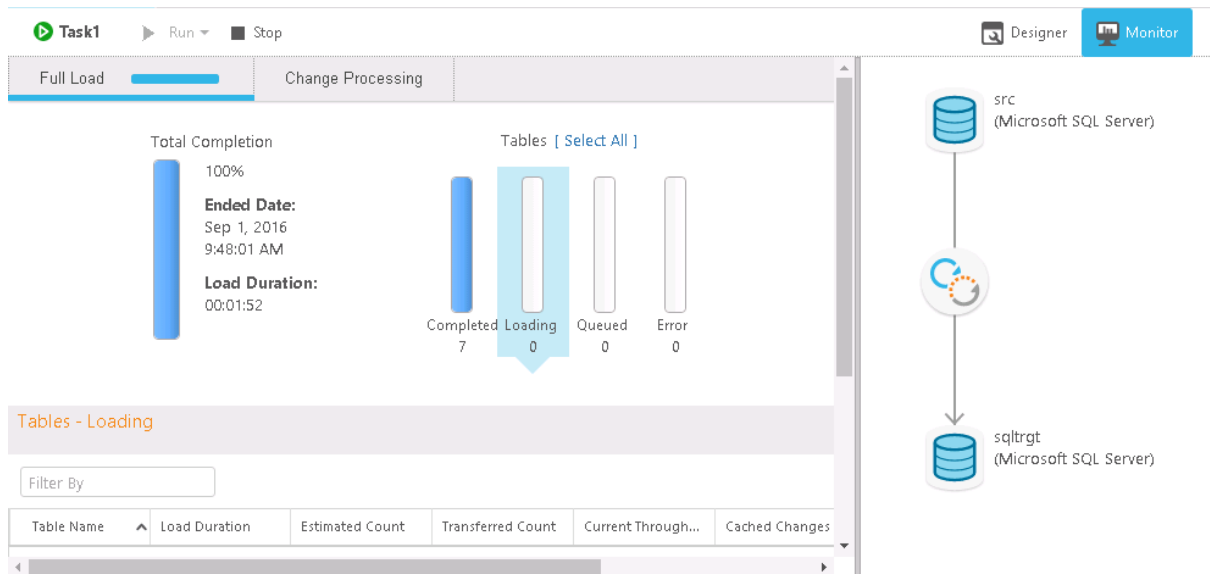 Task1 Run Stop Designer Monitor
Full Load Change Processing
Total Completion
100%
Ended Date:
Sep 1, 2016
9:48:01 AM
Load Duration:
00:01:52
Tables [ Select All ]
Completed Loading Queued Error
7 0 0 0
Tables - Loading
Filter By
Table Name Load Duration Estimated Count Transferred Count Current Through... Cached Changes
src
(Microsoft SQL Server)
sqltrgt
(Microsoft SQL Server)